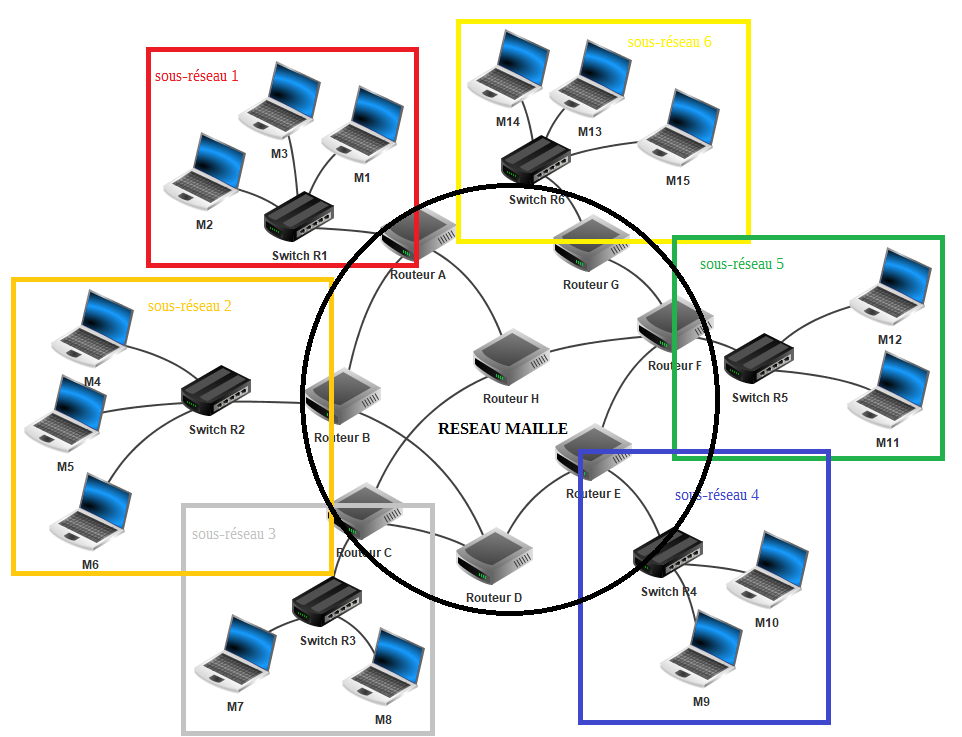 sous-réseau 6
sous-réseau 1
M14
M13
M3
M1
M15
M2
Switch R6
Switch R1
sous-réseau 5
Routeur A
Routeur G
sous-réseau 2
M12
Routeur F
M4
Switch R5
Routeur H
Switch R2
RESEAU MAILLE
Routeur B
M11
M5
Routeur E
sous-réseau 4
sous-réseau 3
Routeur C
M6
Switch R4
Routeur D
M10
Switch R3
M9
M7
M8